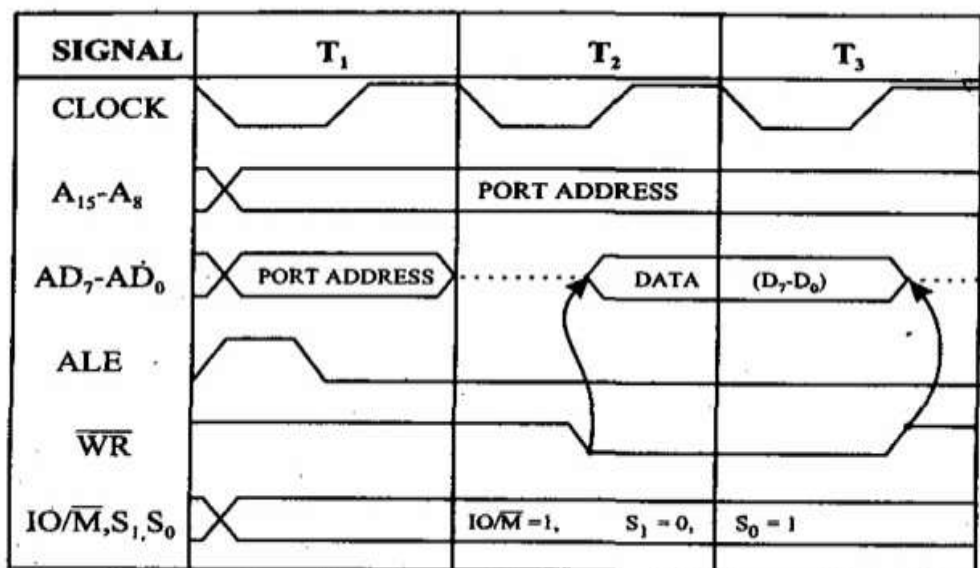 SIGNAL T₁ T₂ T₃
CLOCK
A₁₅-A₈ PORT ADDRESS
AD₇-AD₀ PORT ADDRESS DATA (D₇-D₀)
ALE
W̅R̅
IO/M̅,S₁,S₀ IO/M̅ =1, S₁ = 0, S₀ = 1